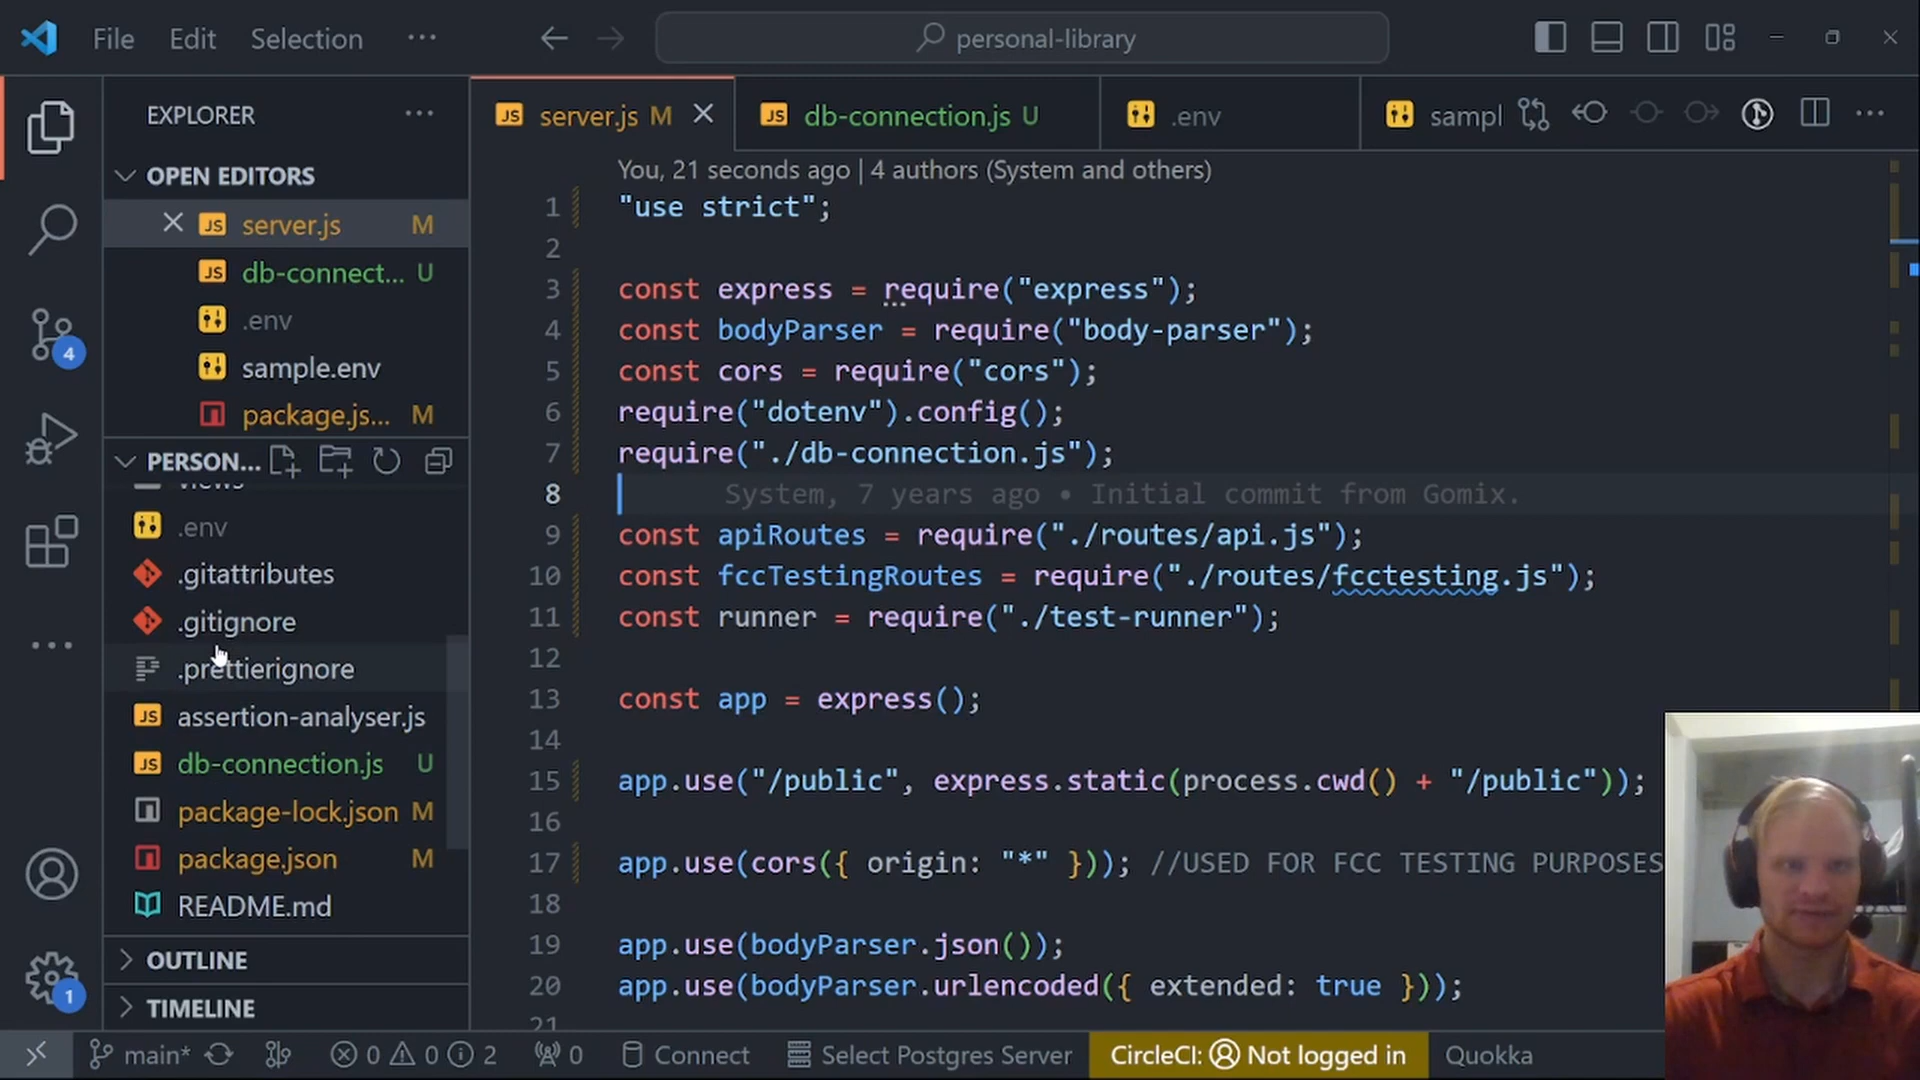 File Edit Selection ··· personal-library
EXPLORER ···
OPEN EDITORS
server.js M
db-connect... U
.env
sample.env
package.js... M
PERSON...
views
.env
.gitattributes
.gitignore
.prettierignore
assertion-analyser.js
db-connection.js U
package-lock.json M
package.json M
README.md
OUTLINE
TIMELINE
4
1
server.js M db-connection.js U .env sampl
You, 21 seconds ago | 4 authors (System and others)
1 "use strict";
2
3 const express = require("express");
4 const bodyParser = require("body-parser");
5 const cors = require("cors");
6 require("dotenv").config();
7 require("./db-connection.js");
8 System, 7 years ago • Initial commit from Gomix.
9 const apiRoutes = require("./routes/api.js");
10 const fccTestingRoutes = require("./routes/fcctesting.js");
11 const runner = require("./test-runner");
12
13 const app = express();
14
15 app.use("/public", express.static(process.cwd() + "/public"));
16
17 app.use(cors({ origin: "*" })); //USED FOR FCC TESTING PURPOSES
18
19 app.use(bodyParser.json());
20 app.use(bodyParser.urlencoded({ extended: true }));
21
main* 0 0 2 0 Connect Select Postgres Server CircleCI: Not logged in Quokka